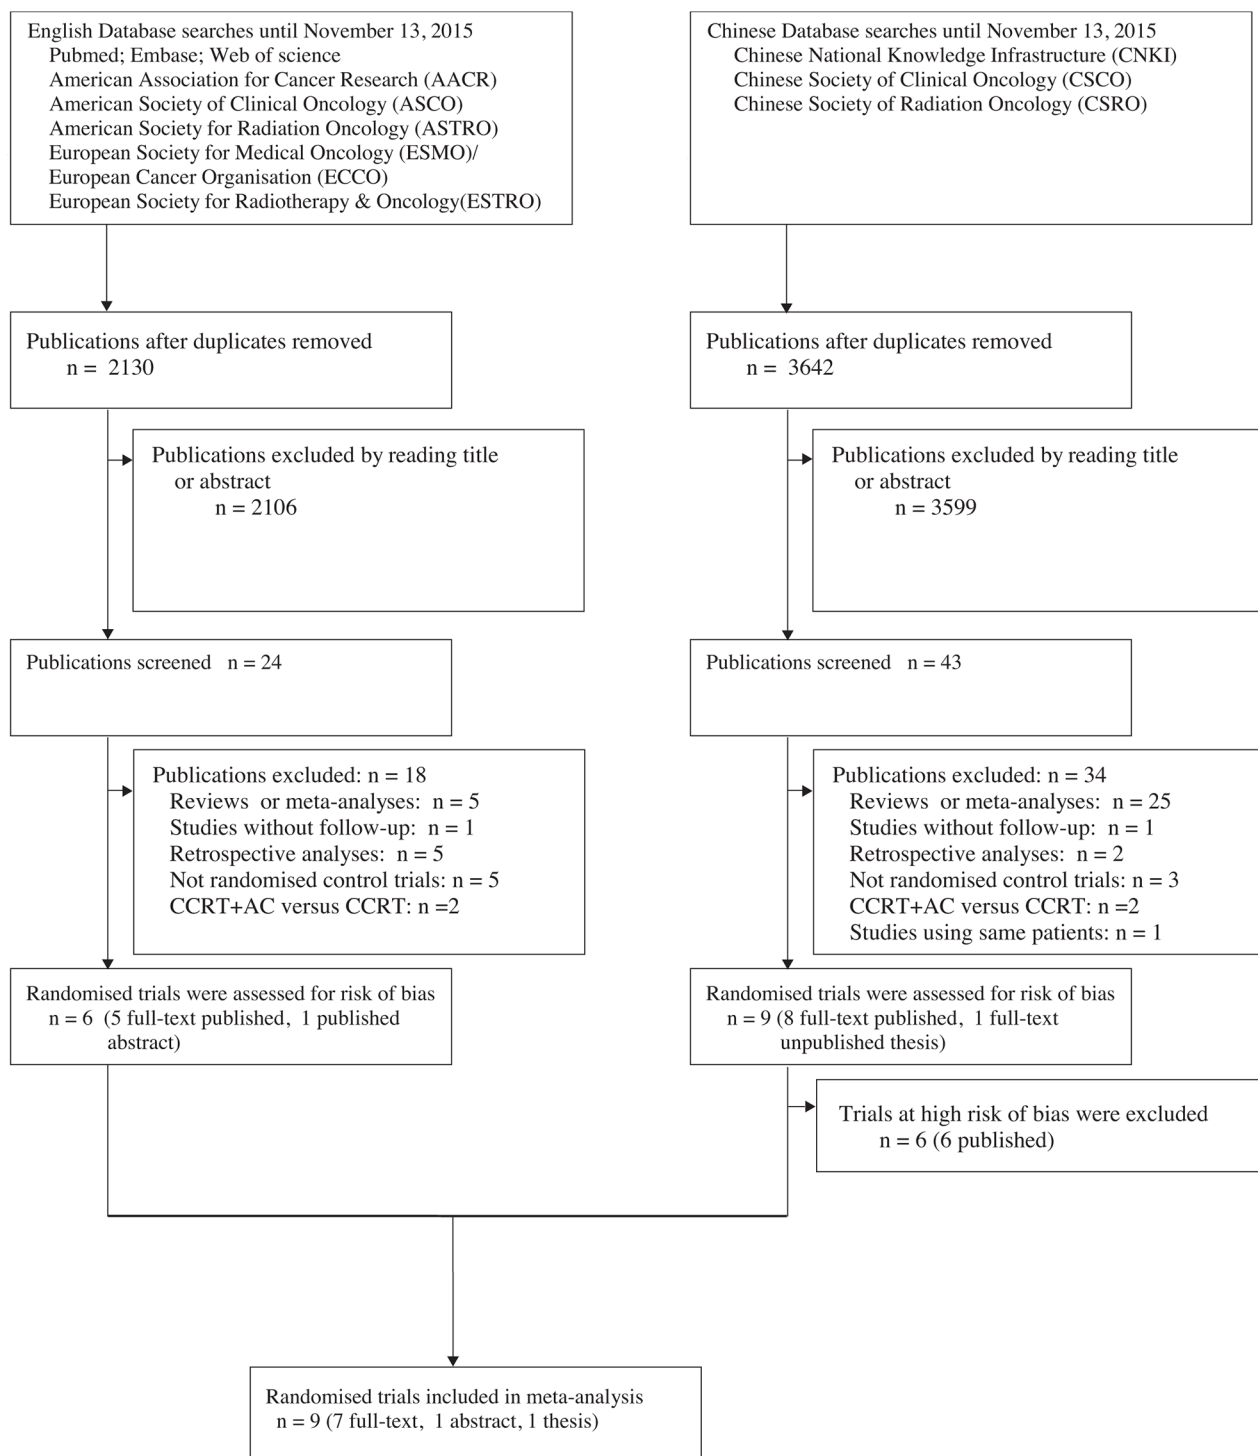 English Database searches until November 13, 2015
Pubmed; Embase; Web of science
American Association for Cancer Research (AACR)
American Society of Clinical Oncology (ASCO)
American Society for Radiation Oncology (ASTRO)
European Society for Medical Oncology (ESMO)/
European Cancer Organisation (ECCO)
European Society for Radiotherapy & Oncology(ESTRO)
Chinese Database searches until November 13, 2015
Chinese National Knowledge Infrastructure (CNKI)
Chinese Society of Clinical Oncology (CSCO)
Chinese Society of Radiation Oncology (CSRO)
Publications after duplicates removed
n = 2130
Publications after duplicates removed
n = 3642
Publications excluded by reading title
or abstract
n = 2106
Publications excluded by reading title
or abstract
n = 3599
Publications screened n = 24
Publications screened n = 43
Publications excluded: n = 18
Reviews or meta-analyses: n = 5
Studies without follow-up: n = 1
Retrospective analyses: n = 5
Not randomised control trials: n = 5
CCRT+AC versus CCRT: n =2
Publications excluded: n = 34
Reviews or meta-analyses: n = 25
Studies without follow-up: n = 1
Retrospective analyses: n = 2
Not randomised control trials: n = 3
CCRT+AC versus CCRT: n =2
Studies using same patients: n = 1
Randomised trials were assessed for risk of bias
n = 6 (5 full-text published, 1 published
abstract)
Randomised trials were assessed for risk of bias
n = 9 (8 full-text published, 1 full-text
unpublished thesis)
Trials at high risk of bias were excluded
n = 6 (6 published)
Randomised trials included in meta-analysis
n = 9 (7 full-text, 1 abstract, 1 thesis)